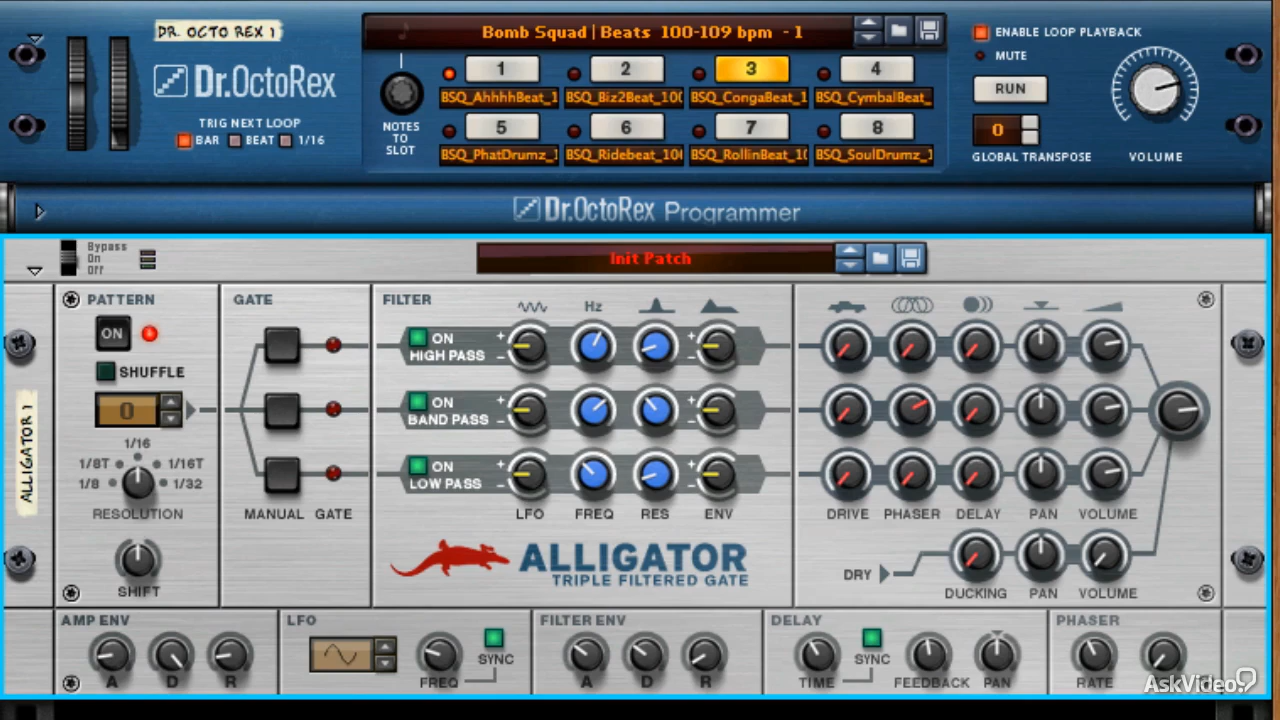 DR. OCTO REX 1
Dr.OctoRex
TRIG NEXT LOOP
BAR BEAT 1/16
NOTES
TO
SLOT
Bomb Squad | Beats 100-109 bpm - 1
1 2 3 4
BSQ_AhhhhBeat_1 BSQ_Biz2Beat_100 BSQ_CongaBeat_1 BSQ_CymbalBeat_
5 6 7 8
BSQ_PhatDrumz_1 BSQ_Ridebeat_100 BSQ_RollinBeat_10 BSQ_SoulDrumz_1
ENABLE LOOP PLAYBACK
MUTE
RUN
0
GLOBAL TRANSPOSE
VOLUME
Dr.OctoRex Programmer
Bypass
On
Off
Init Patch
ALLIGATOR 1
PATTERN
ON
SHUFFLE
0
1/16
1/8T 1/16T
1/8 1/32
RESOLUTION
SHIFT
GATE
MANUAL GATE
FILTER
Hz
ON
HIGH PASS
ON
BAND PASS
ON
LOW PASS
+ - + -
+ - + -
+ - + -
LFO FREQ RES ENV
ALLIGATOR
TRIPLE FILTERED GATE
DRIVE PHASER DELAY PAN VOLUME
DRY
DUCKING PAN VOLUME
AMP ENV
A D R
LFO
FREQ
SYNC
FILTER ENV
A D R
DELAY
TIME
SYNC
FEEDBACK PAN
PHASER
RATE
AskVideo